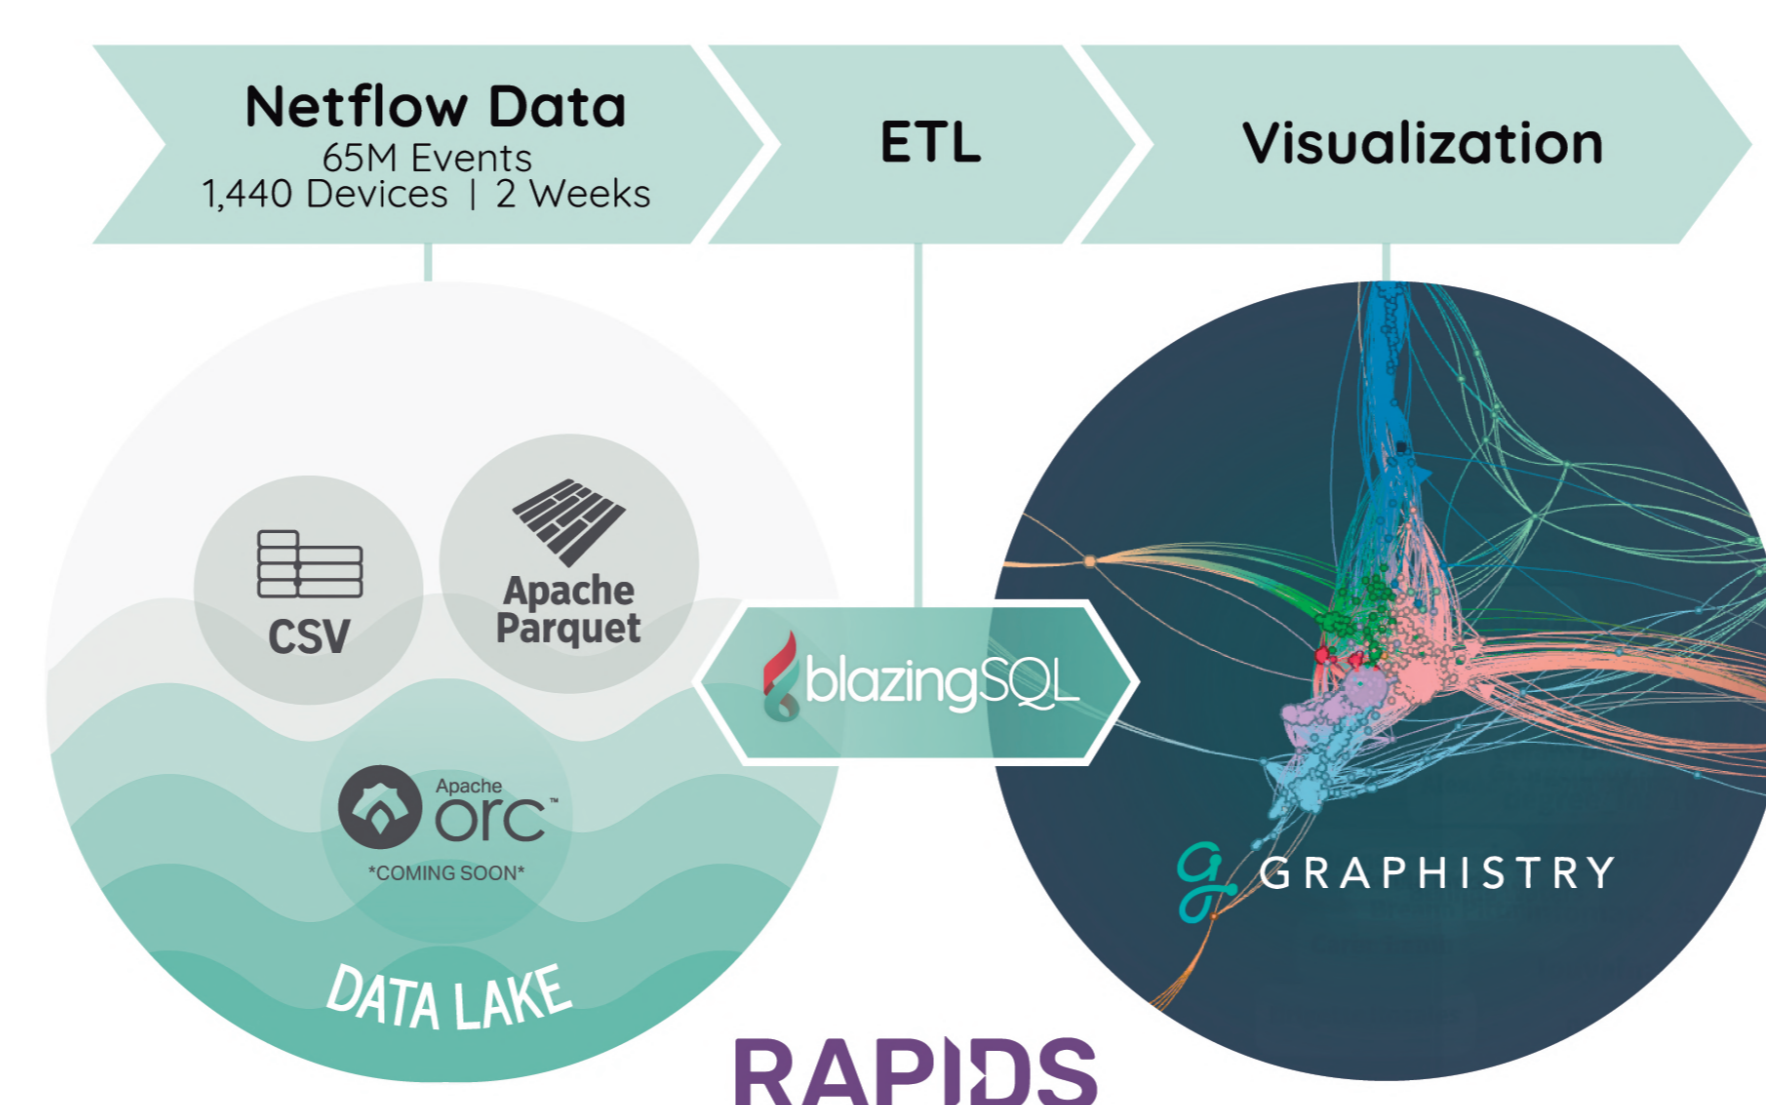 Netflow Data
65M Events
1,440 Devices | 2 Weeks
ETL
Visualization
CSV
Apache
Parquet
blazingSQL
Apache
orc™
*COMING SOON*
DATA LAKE
GRAPHISTRY
RAPIDS